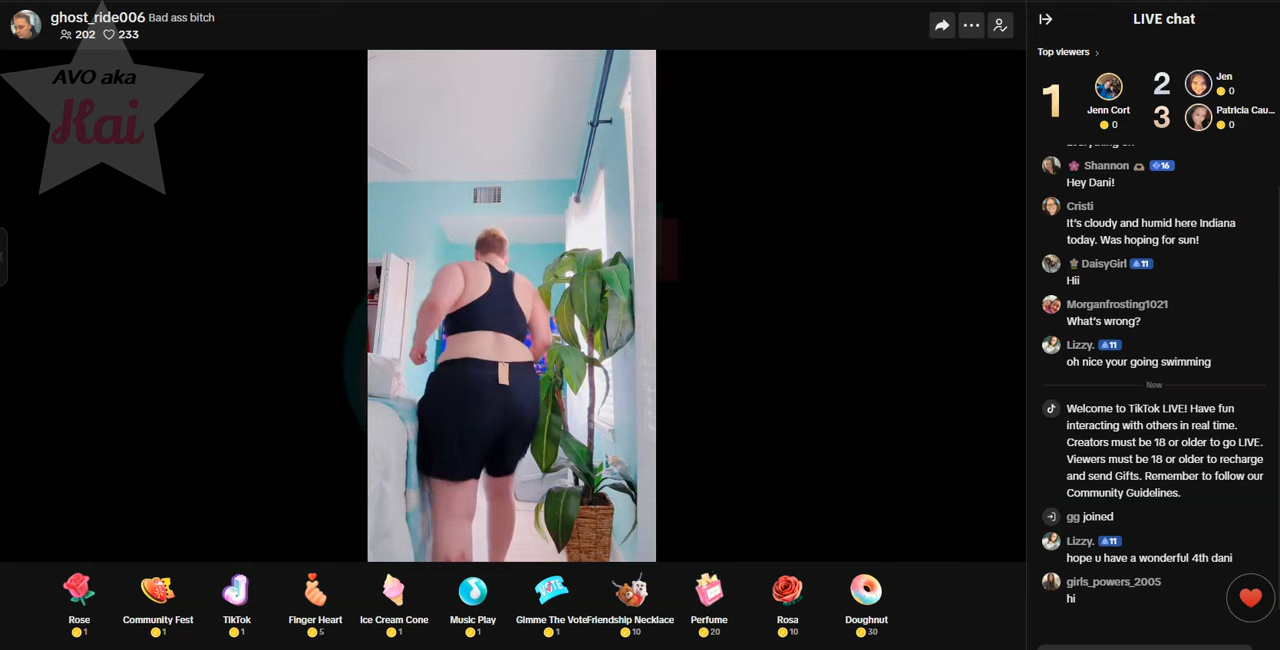 ghost_ride006 Bad ass bitch
202 233
AVO aka
Kai
LIVE chat
Top viewers
1
Jenn Cort
0
2
Jen
0
3
Patricia Cau...
0
Shannon 16
Hey Dani!
Cristi
It's cloudy and humid here Indiana
today. Was hoping for sun!
DaisyGirl 11
Hii
Morganfrosting1021
What's wrong?
Lizzy. 11
oh nice your going swimming
New
Welcome to TikTok LIVE! Have fun
interacting with others in real time.
Creators must be 18 or older to go LIVE.
Viewers must be 18 or older to recharge
and send Gifts. Remember to follow our
Community Guidelines.
gg joined
Lizzy. 11
hope u have a wonderful 4th dani
girls_powers_2005
hi
VOTE
Rose
1
Community Fest
1
TikTok
1
Finger Heart
5
Ice Cream Cone
1
Music Play
1
Gimme The Vote
1
Friendship Necklace
10
Perfume
20
Rosa
10
Doughnut
30